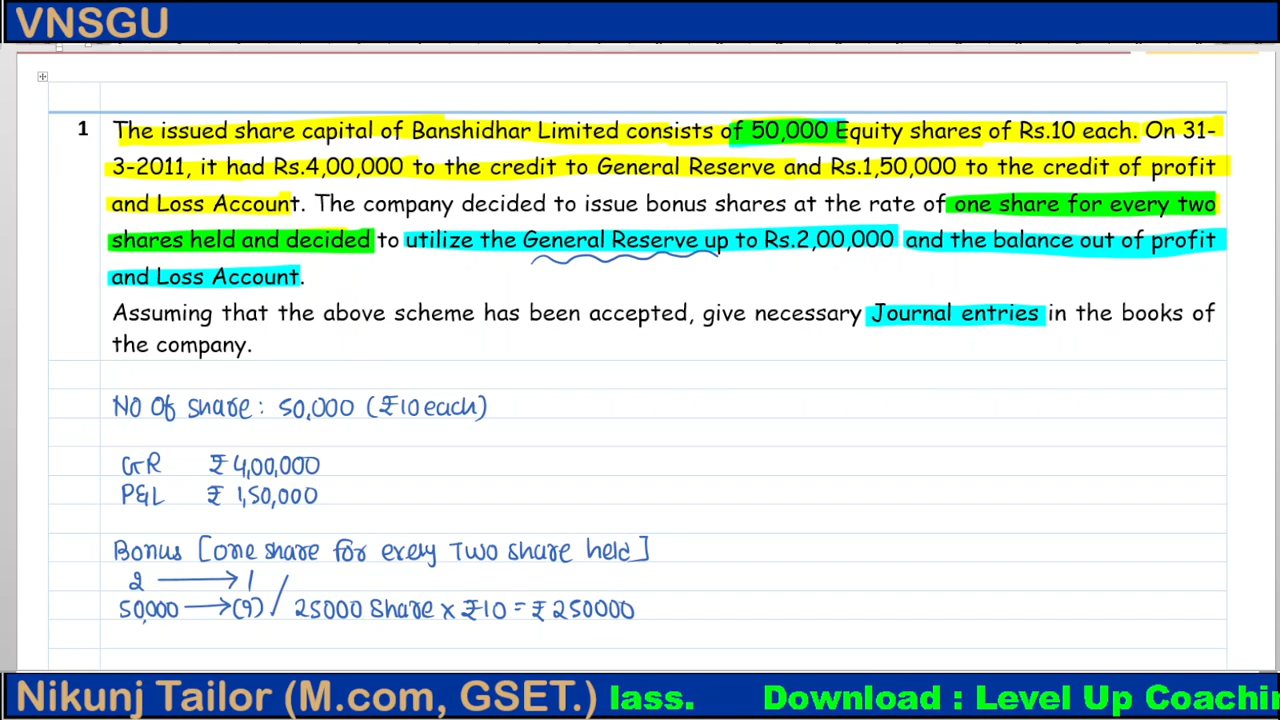 VNSGU
1 The issued share capital of Banshidhar Limited consists of 50,000 Equity shares of Rs.10 each. On 31-
3-2011, it had Rs.4,00,000 to the credit to General Reserve and Rs.1,50,000 to the credit of profit
and Loss Account. The company decided to issue bonus shares at the rate of one share for every two
shares held and decided to utilize the General Reserve up to Rs.2,00,000 and the balance out of profit
and Loss Account.
Assuming that the above scheme has been accepted, give necessary Journal entries in the books of
the company.
NO Of share : 50,000 (₹10 each)
GR ₹ 4,00,000
P&L ₹ 1,50,000
Bonus [one share for every Two share held]
2 → 1
50,000 → (?) / 25000 Share × ₹10 = ₹ 250000
Nikunj Tailor (M.com, GSET.) lass. Download : Level Up Coachin